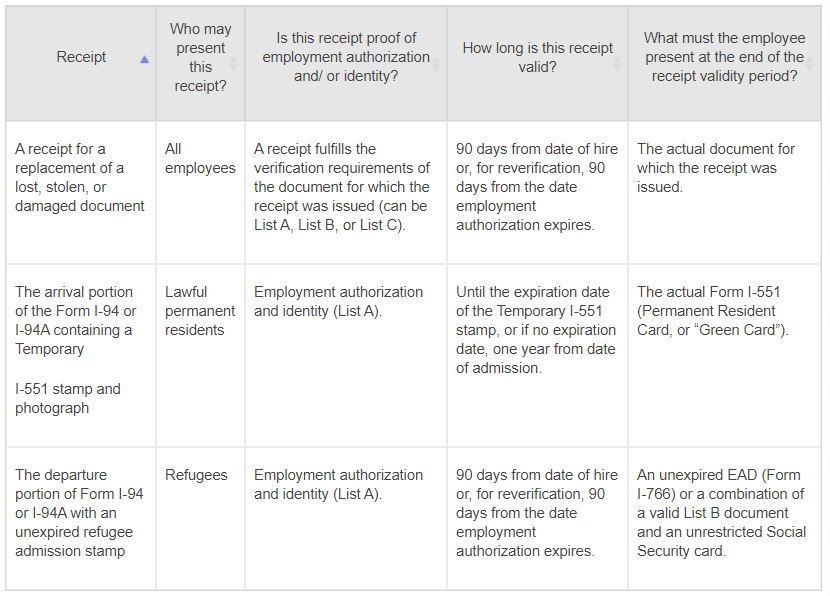 Receipt
Who may
present
this
receipt?
Is this receipt proof of
employment authorization
and/ or identity?
How long is this receipt
valid?
What must the employee
present at the end of the
receipt validity period?
A receipt for a
replacement of a
lost, stolen, or
damaged document
All
employees
A receipt fulfills the
verification requirements of
the document for which the
receipt was issued (can be
List A, List B, or List C).
90 days from date of hire
or, for reverification, 90
days from the date
employment
authorization expires.
The actual document for
which the receipt was
issued.
The arrival portion
of the Form I-94 or
I-94A containing a
Temporary
I-551 stamp and
photograph
Lawful
permanent
residents
Employment authorization
and identity (List A).
Until the expiration date
of the Temporary I-551
stamp, or if no expiration
date, one year from date
of admission.
The actual Form I-551
(Permanent Resident
Card, or “Green Card”).
The departure
portion of Form I-94
or I-94A with an
unexpired refugee
admission stamp
Refugees
Employment authorization
and identity (List A).
90 days from date of hire
or, for reverification, 90
days from the date
employment
authorization expires.
An unexpired EAD (Form
I-766) or a combination of
a valid List B document
and an unrestricted Social
Security card.